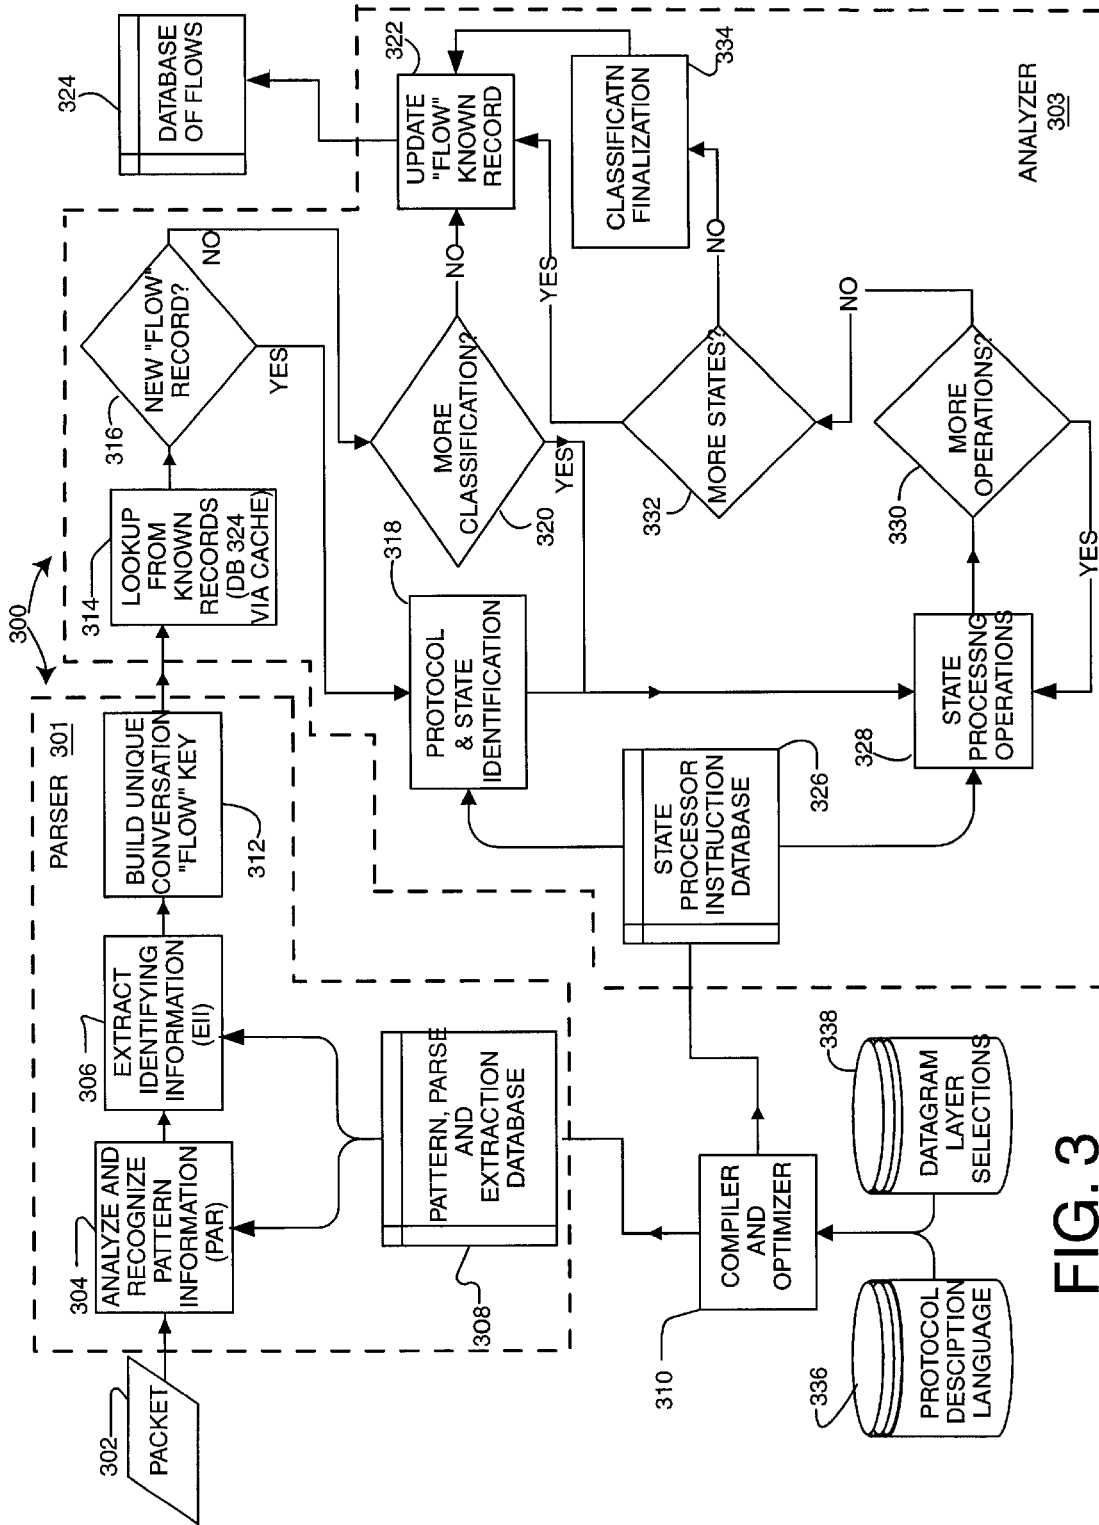 300
PARSER 301
302
PACKET
304
ANALYZE AND
RECOGNIZE
PATTERN
INFORMATION
(PAR)
306
EXTRACT
IDENTIFYING
INFORMATION
(EII)
BUILD UNIQUE
CONVERSATION
"FLOW" KEY
312
314
LOOKUP
FROM
KNOWN
RECORDS
(DB 324
VIA CACHE)
316
NEW "FLOW"
RECORD?
NO
YES
324
DATABASE
OF FLOWS
PATTERN, PARSE
AND
EXTRACTION
DATABASE
308
318
PROTOCOL
& STATE
IDENTIFICATION
MORE
CLASSIFICATION?
320
NO
YES
UPDATE
"FLOW"
KNOWN
RECORD
322
310
COMPILER
AND
OPTIMIZER
STATE
PROCESSOR
INSTRUCTION
DATABASE
326
332
MORE STATES?
YES
NO
CLASSIFICATN
FINALIZATION
334
336
PROTOCOL
DESCIPTION
LANGUAGE
338
DATAGRAM
LAYER
SELECTIONS
328
STATE
PROCESSNG
OPERATIONS
330
MORE
OPERATIONS?
NO
YES
ANALYZER
303
FIG. 3